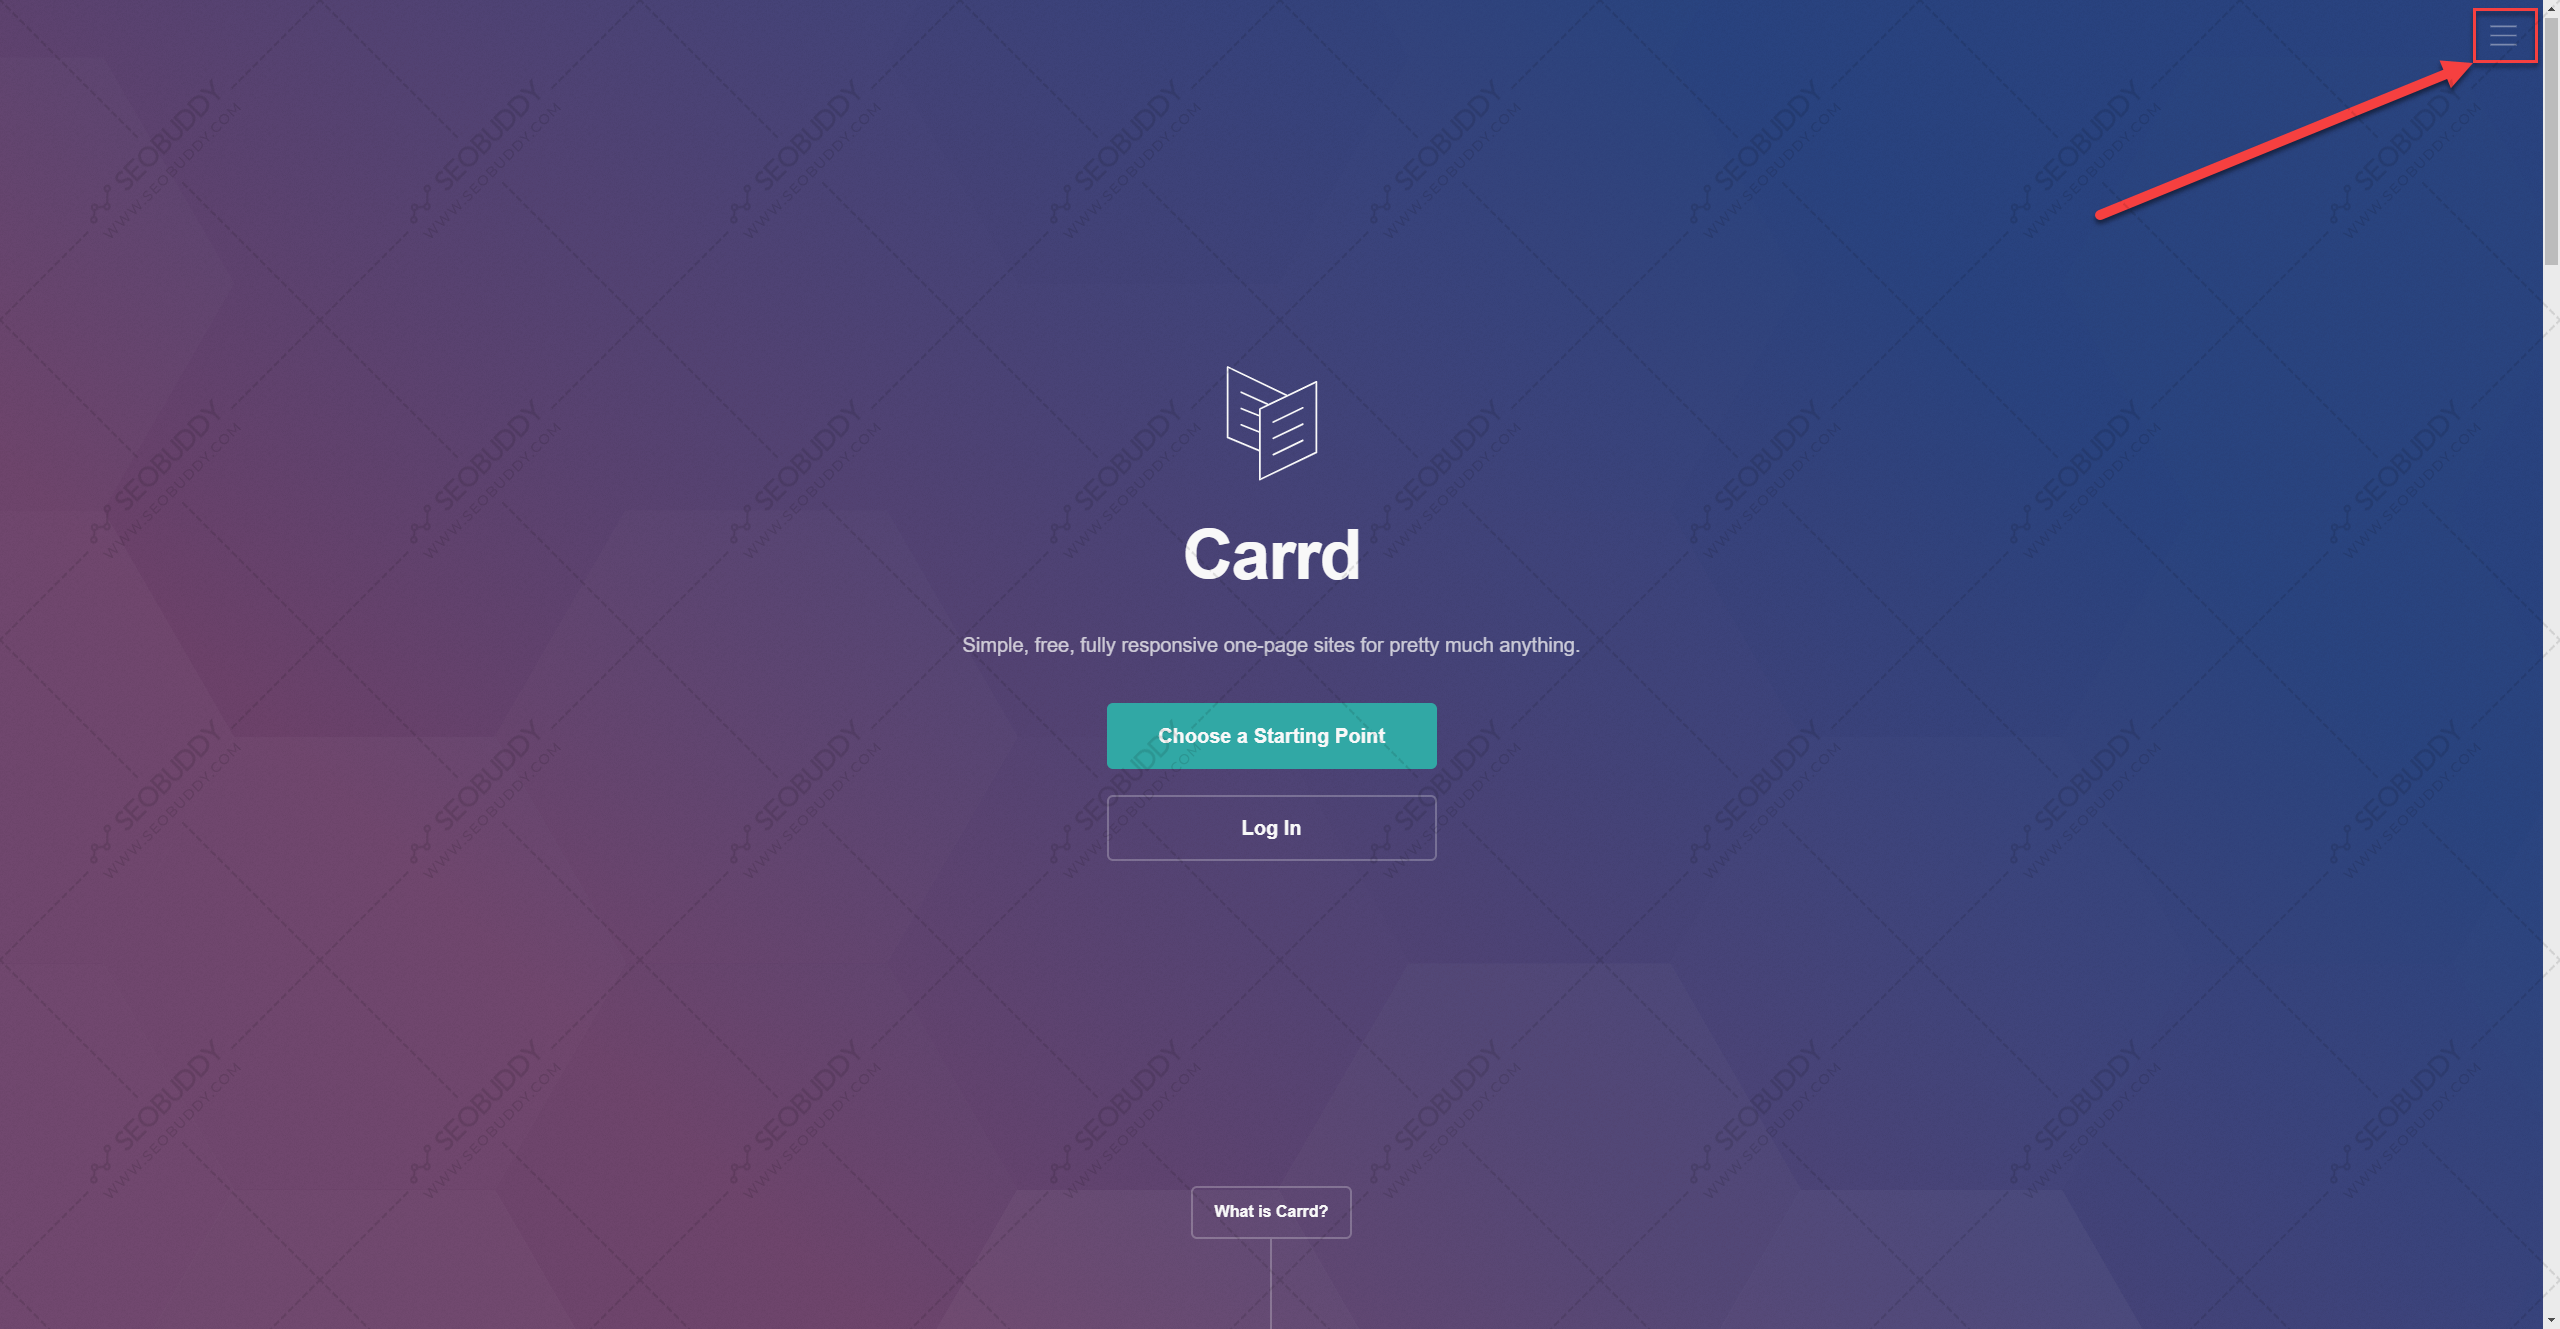 Carrd
Simple, free, fully responsive one-page sites for pretty much anything.
Choose a Starting Point
Log In
What is Carrd?
SEOBUDDY
WWW.SEOBUDDY.COM